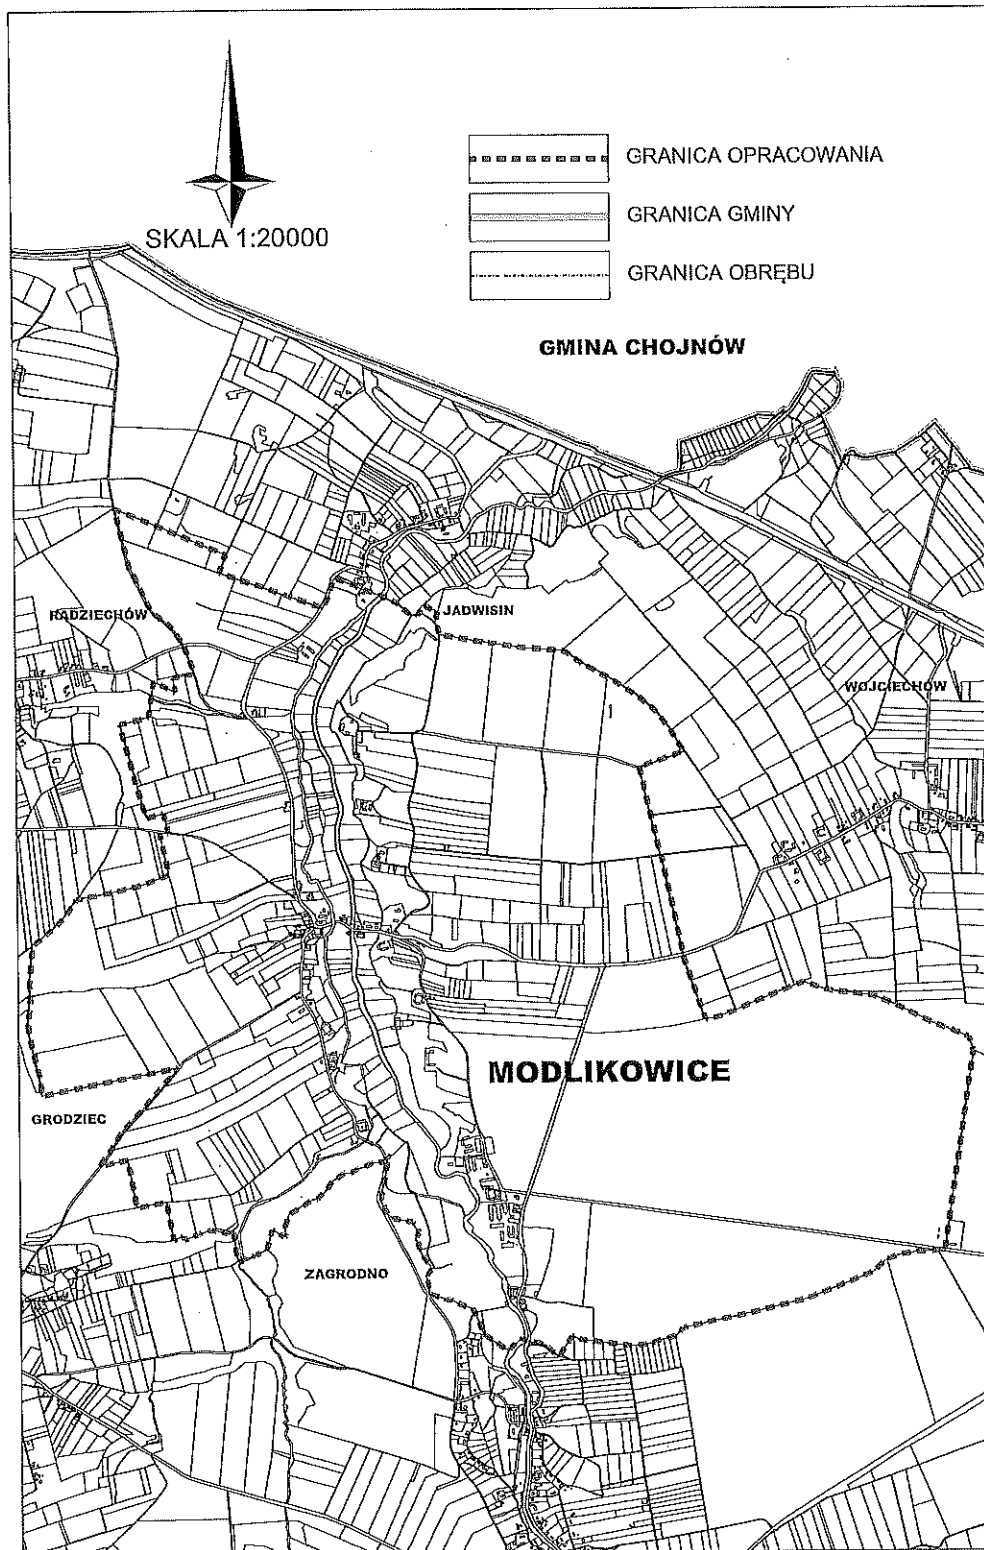 GRANICA OPRACOWANIA
GRANICA GMINY
SKALA 1:20000
GRANICA OBRĘBU
GMINA CHOJNÓW
RADZIECHÓW
JADWISIN
WOJCIECHÓW
MODLIKOWICE
GRODZIEC
ZAGRODNO